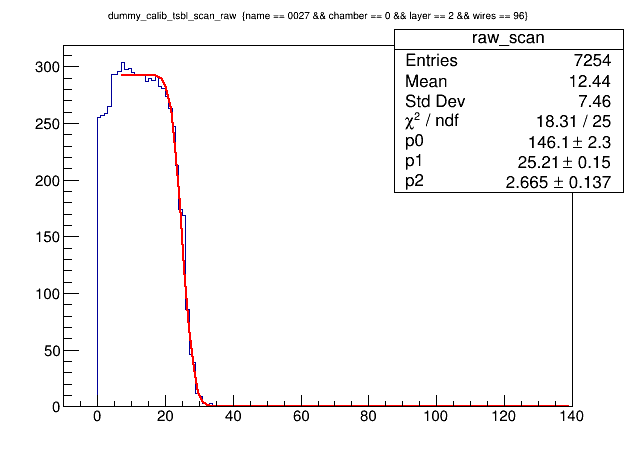 dummy_calib_tsbl_scan_raw {name == 0027 && chamber == 0 && layer == 2 && wires == 96}
raw_scan
Entries 7254
Mean 12.44
Std Dev 7.46
χ² / ndf 18.31 / 25
p0 146.1 ± 2.3
p1 25.21 ± 0.15
p2 2.665 ± 0.137
300
250
200
150
100
50
0
0 20 40 60 80 100 120 140